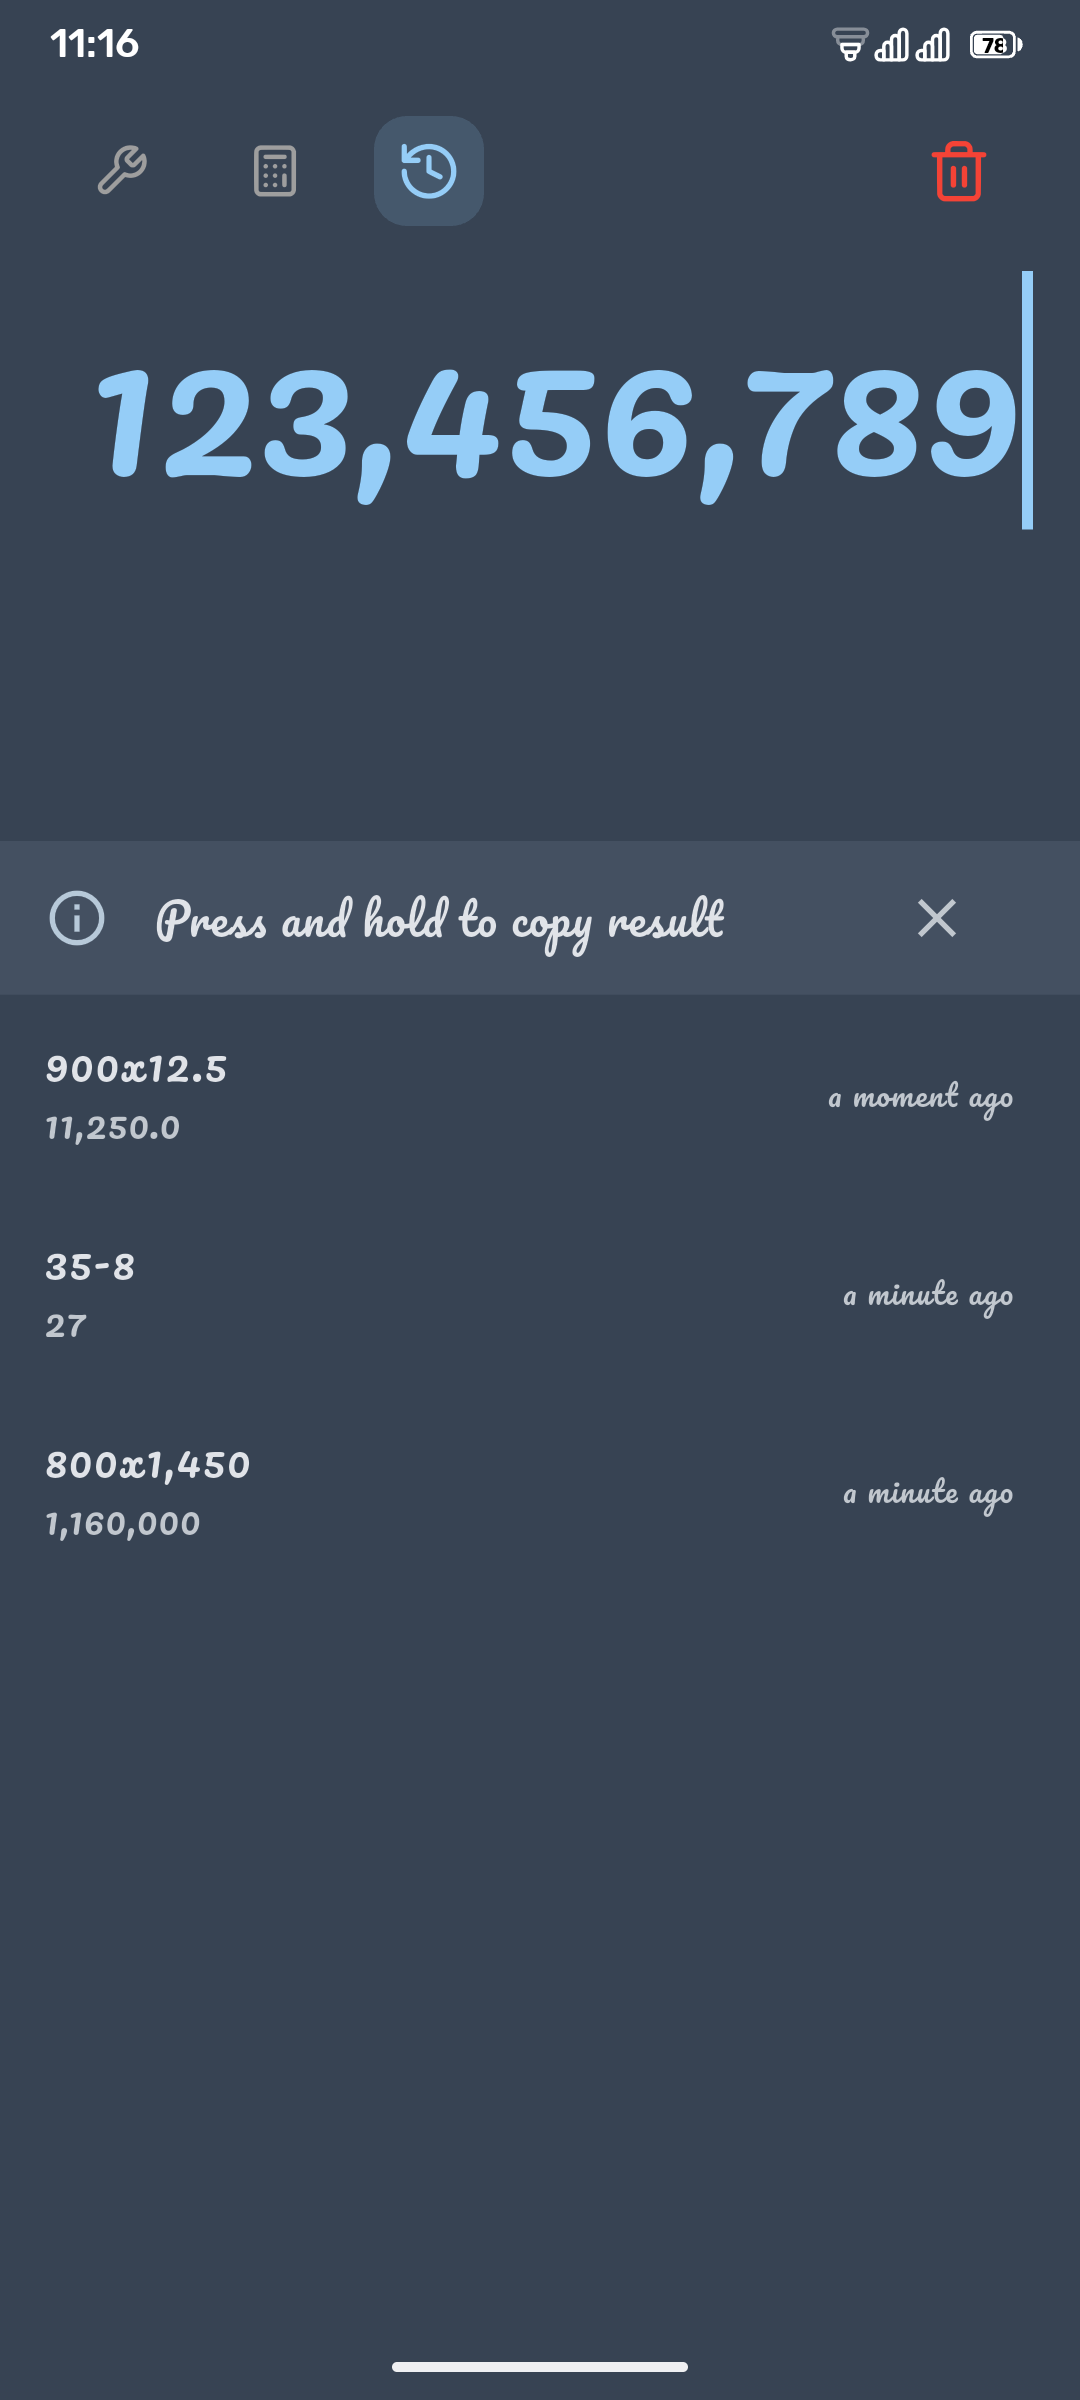 11:16
78
123,456,789
Press and hold to copy result
900x12.5
11,250.0
a moment ago
35-8
27
a minute ago
800x1,450
1,160,000
a minute ago